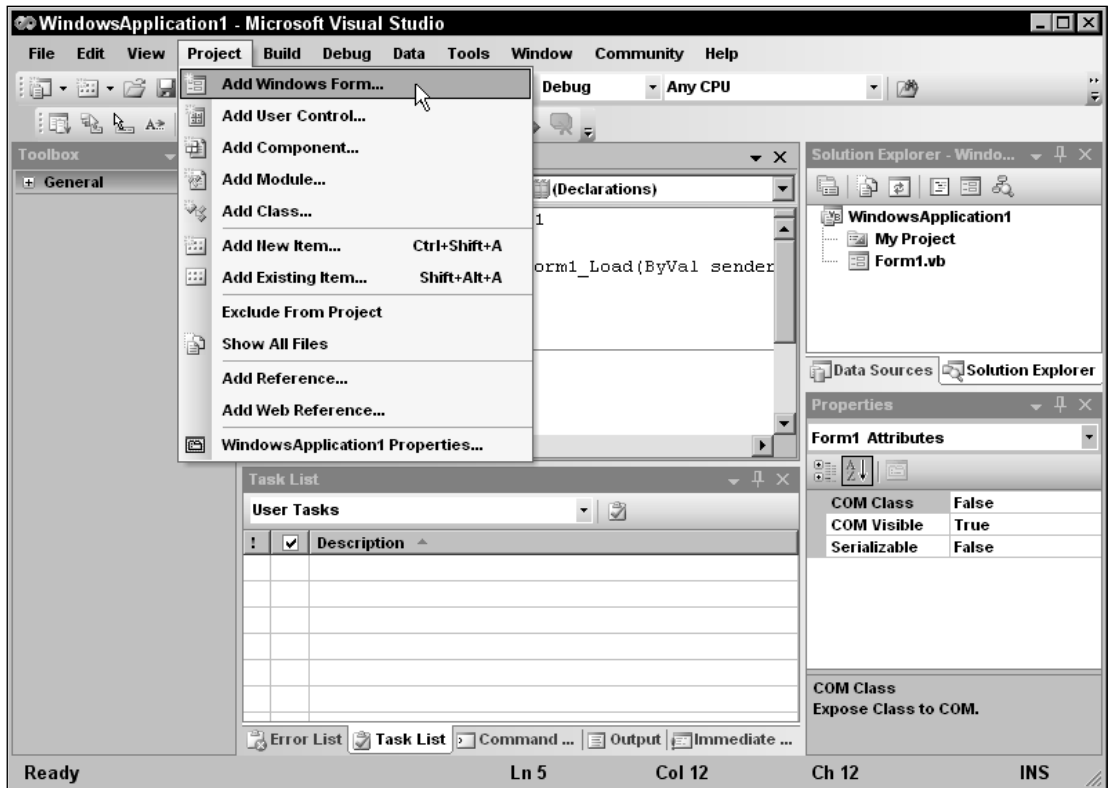 WindowsApplication1 - Microsoft Visual Studio
File Edit View Project Build Debug Data Tools Window Community Help
Add Windows Form...
Debug Any CPU
Add User Control...
Add Component...
Add Module...
Add Class...
Add New Item... Ctrl+Shift+A
Add Existing Item... Shift+Alt+A
Exclude From Project
Show All Files
Add Reference...
Add Web Reference...
WindowsApplication1 Properties...
Toolbox
General
(Declarations)
1
orm1_Load(ByVal sender
Solution Explorer - Windo...
WindowsApplication1
My Project
Form1.vb
Data Sources Solution Explorer
Properties
Form1 Attributes
COM Class False
COM Visible True
Serializable False
COM Class
Expose Class to COM.
Task List
User Tasks
! Description
Error List Task List Command ... Output Immediate ...
Ready Ln 5 Col 12 Ch 12 INS